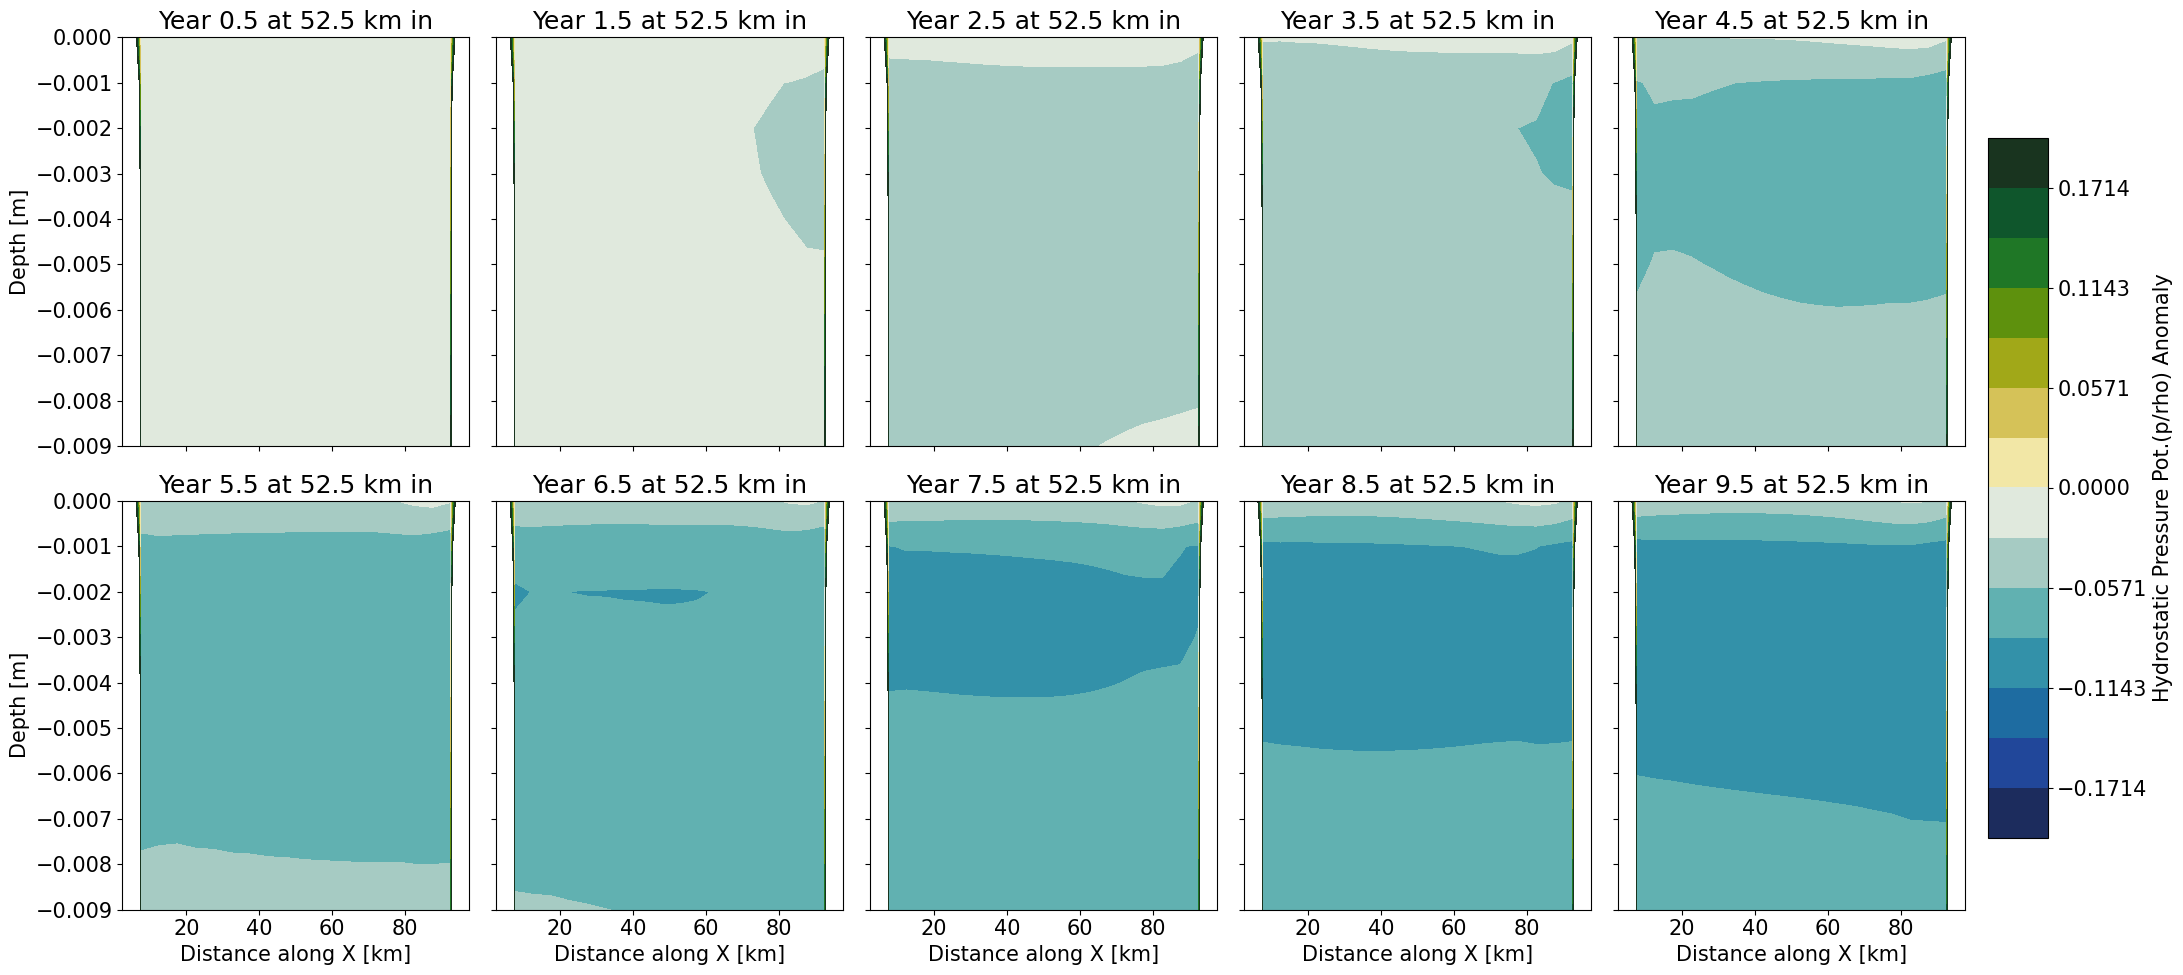 Year 0.5 at 52.5 km in
Year 1.5 at 52.5 km in
Year 2.5 at 52.5 km in
Year 3.5 at 52.5 km in
Year 4.5 at 52.5 km in
0.000
−0.001
−0.002
−0.003
−0.004
−0.005
−0.006
−0.007
−0.008
−0.009
Depth [m]
20
40
60
80
Year 5.5 at 52.5 km in
Year 6.5 at 52.5 km in
Year 7.5 at 52.5 km in
Year 8.5 at 52.5 km in
Year 9.5 at 52.5 km in
0.000
−0.001
−0.002
−0.003
−0.004
−0.005
−0.006
−0.007
−0.008
−0.009
Depth [m]
20
40
60
80
20
40
60
80
20
40
60
80
20
40
60
80
Distance along X [km]
Distance along X [km]
Distance along X [km]
Distance along X [km]
Distance along X [km]
0.1714
0.1143
0.0571
0.0000
−0.0571
−0.1143
−0.1714
Hydrostatic Pressure Pot.(p/rho) Anomaly